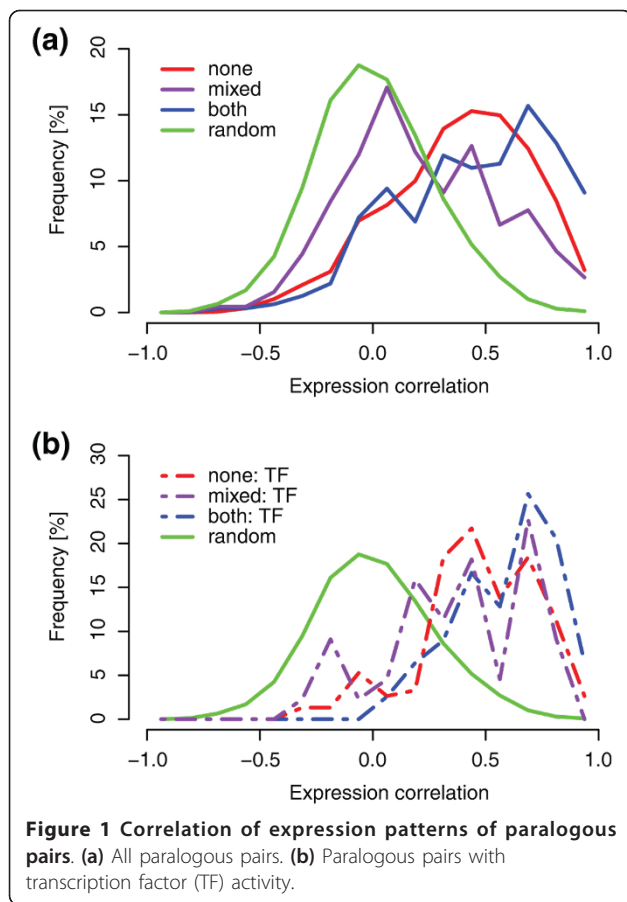 (a)
20
15
10
5
0
Frequency [%]
none
mixed
both
random
−1.0 −0.5 0.0 0.5 1.0
Expression correlation
(b)
30
25
20
15
10
5
0
Frequency [%]
none: TF
mixed: TF
both: TF
random
−1.0 −0.5 0.0 0.5 1.0
Expression correlation
Figure 1 Correlation of expression patterns of paralogous
pairs. (a) All paralogous pairs. (b) Paralogous pairs with
transcription factor (TF) activity.